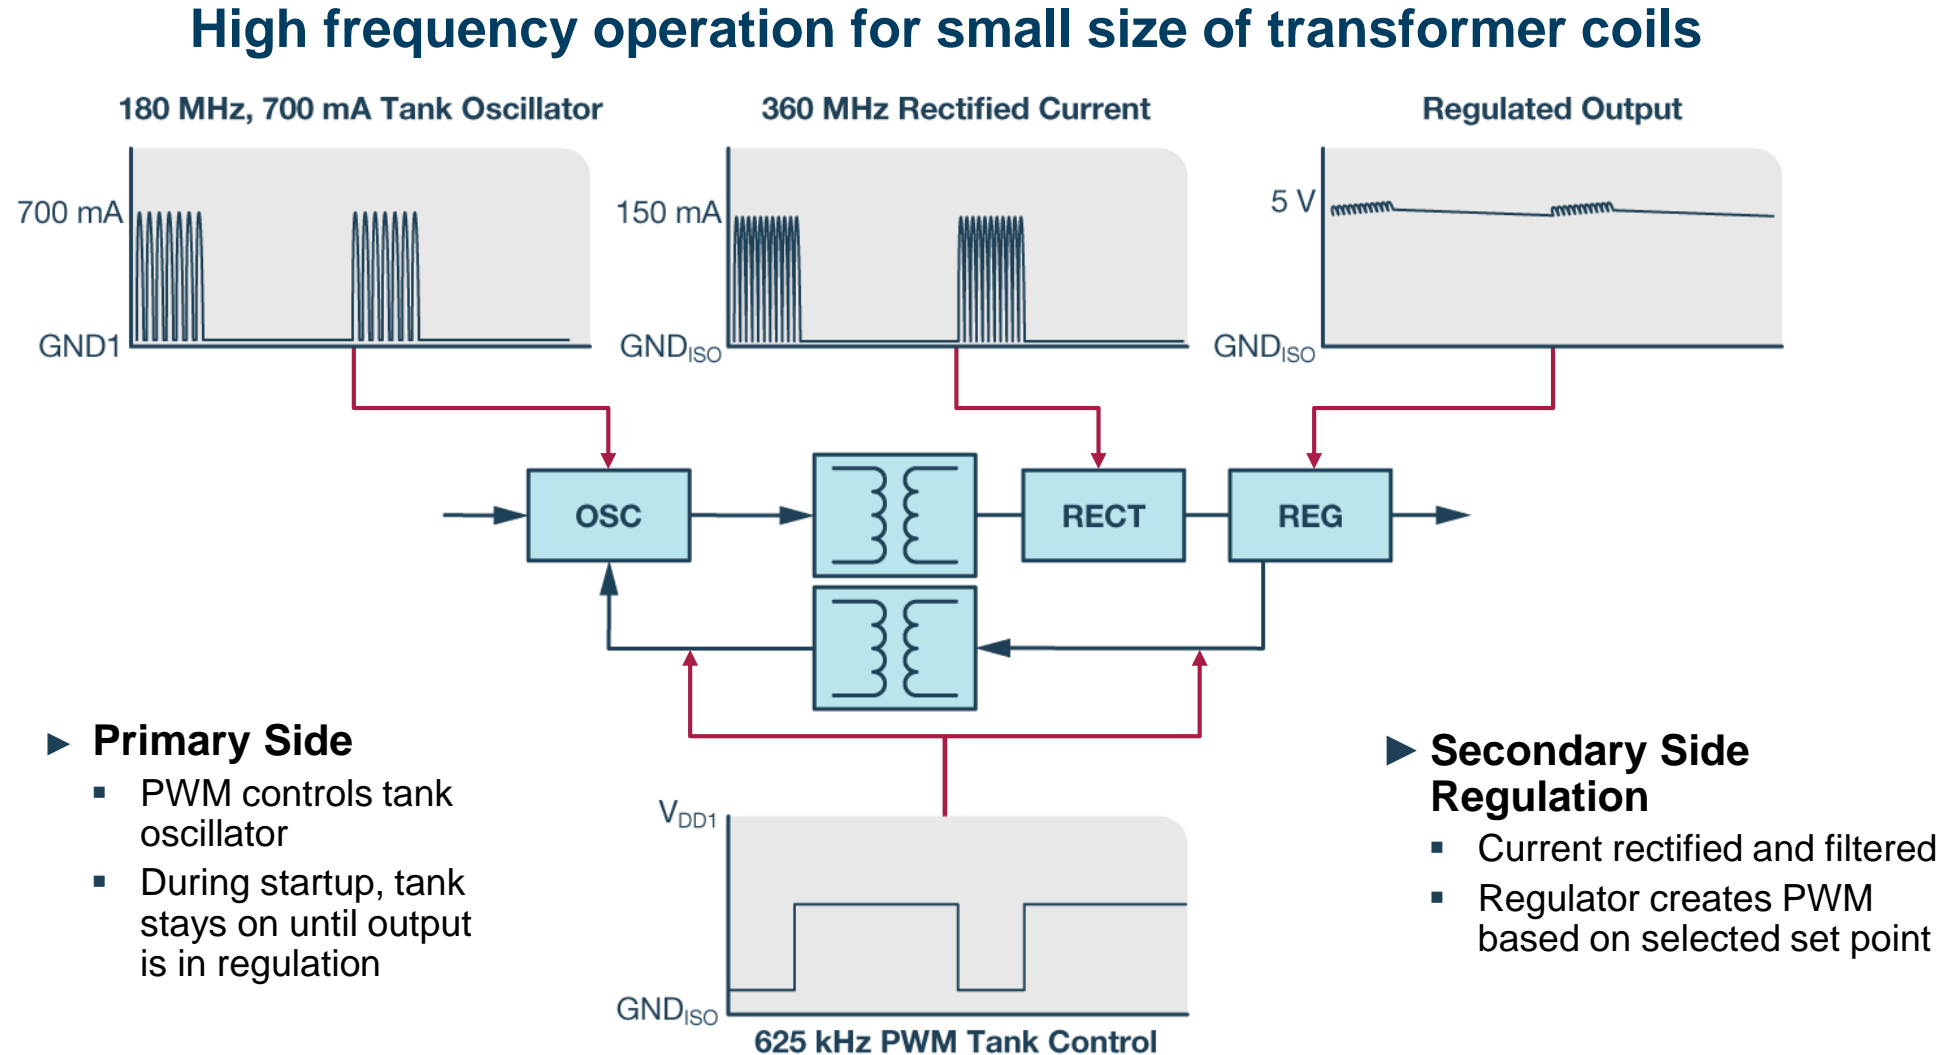 High frequency operation for small size of transformer coils
180 MHz, 700 mA Tank Oscillator
700 mA
GND1
360 MHz Rectified Current
150 mA
GNDISO
Regulated Output
5 V
GNDISO
OSC
RECT
REG
► Primary Side
▪ PWM controls tank
oscillator
▪ During startup, tank
stays on until output
is in regulation
VDD1
GNDISO
625 kHz PWM Tank Control
► Secondary Side
Regulation
▪ Current rectified and filtered
▪ Regulator creates PWM
based on selected set point